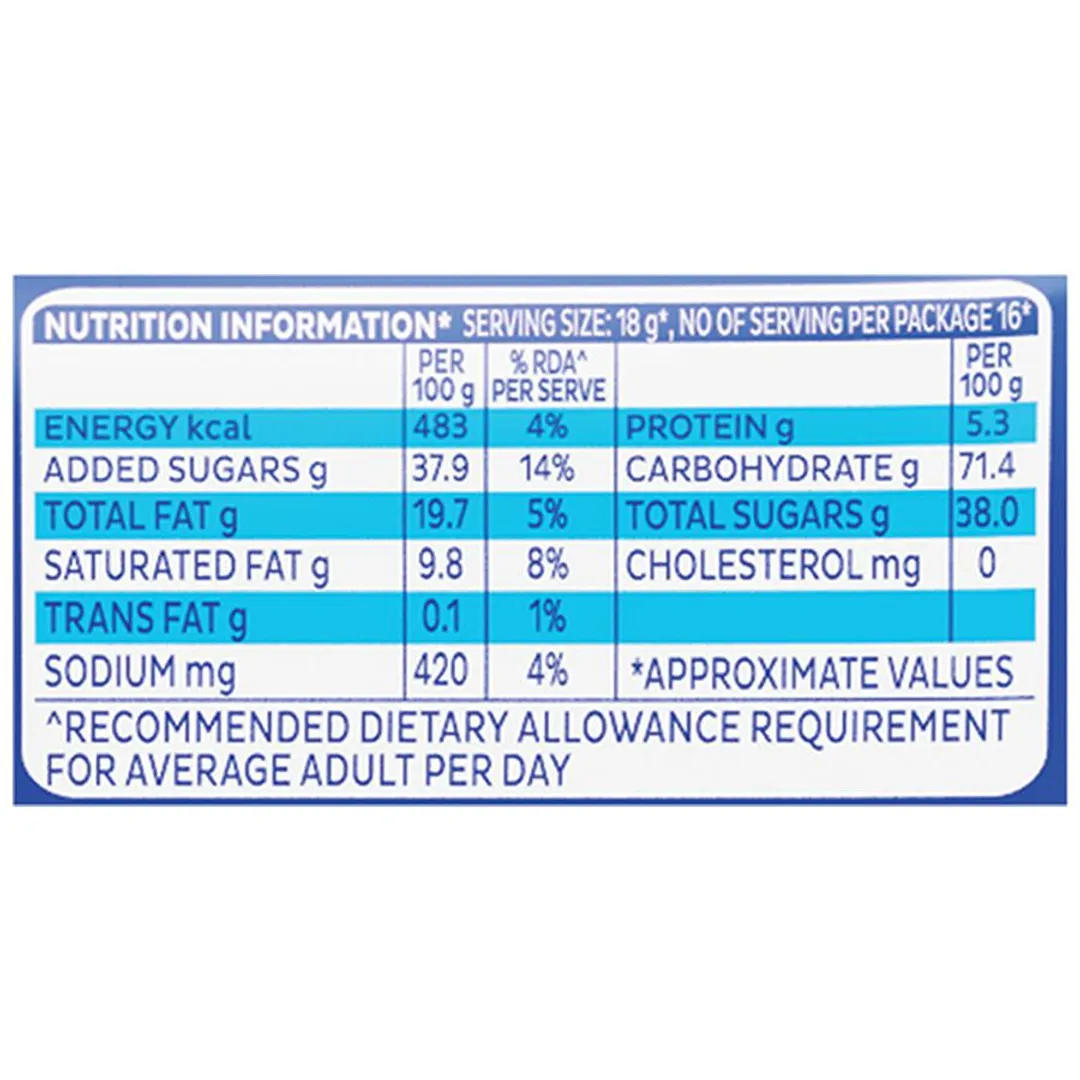 NUTRITION INFORMATION* SERVING SIZE: 18 g*, NO OF SERVING PER PACKAGE 16*
PER 100 g % RDA^ PER SERVE PER 100 g
ENERGY kcal 483 4% PROTEIN g 5.3
ADDED SUGARS g 37.9 14% CARBOHYDRATE g 71.4
TOTAL FAT g 19.7 5% TOTAL SUGARS g 38.0
SATURATED FAT g 9.8 8% CHOLESTEROL mg 0
TRANS FAT g 0.1 1%
SODIUM mg 420 4% *APPROXIMATE VALUES
^RECOMMENDED DIETARY ALLOWANCE REQUIREMENT
FOR AVERAGE ADULT PER DAY